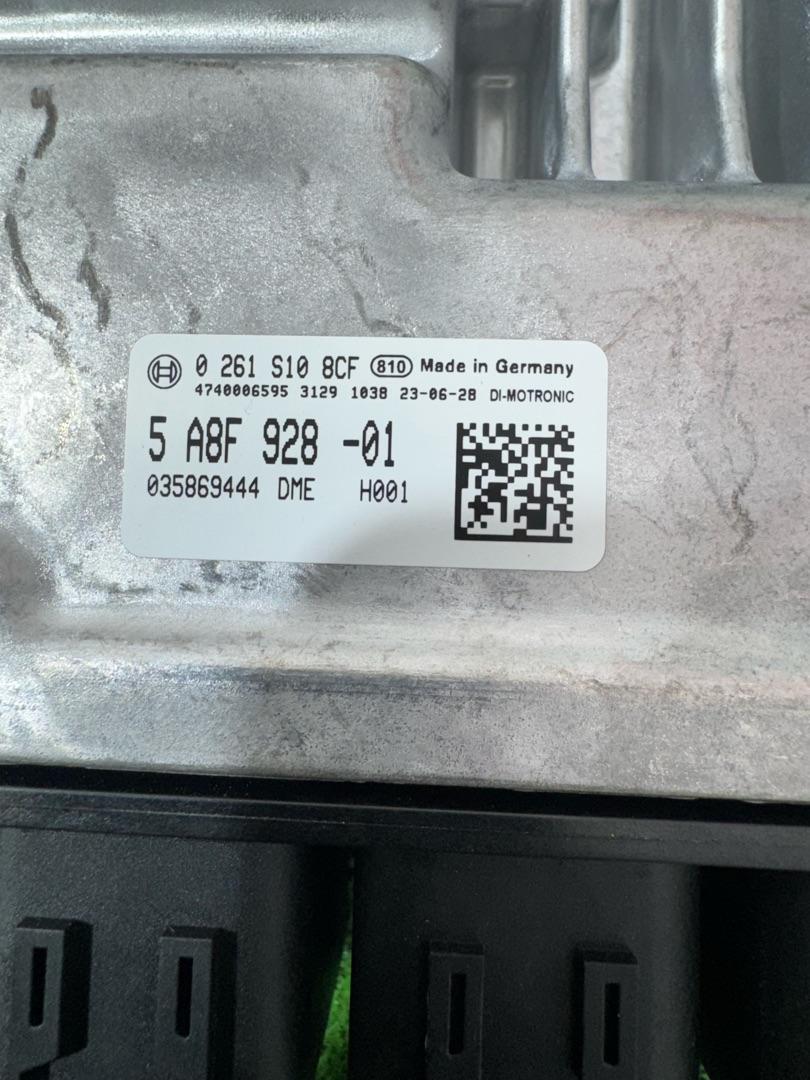 0 261 S10 8CF 810 Made in Germany
4740006595 3129 1038 23-06-28 DI-MOTRONIC
5 A8F 928 -01
035869444 DME H001